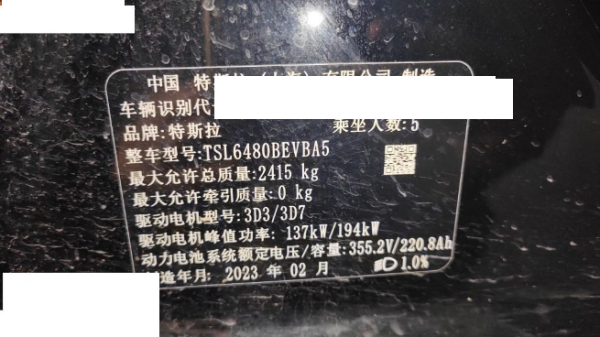 中国 特斯拉（上海）有限公司 制造
车辆识别代
品牌:特斯拉 乘坐人数:5
整车型号:TSL6480BEVBA5
最大允许总质量:2415 kg
最大允许牵引质量:0 kg
驱动电机型号:3D3/3D7
驱动电机峰值功率: 137kW/194kW
动力电池系统额定电压/容量:355.2V/220.8Ah
制造年月: 2023 年 02 月 1.0%